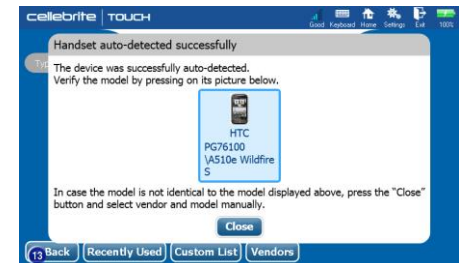 cellebrite TOUCH
Good Keyboard Home Settings Exit 100%
Handset auto-detected successfully
Typ
The device was successfully auto-detected.
Verify the model by pressing on its picture below.
HTC
PG76100
\A510e Wildfire
S
In case the model is not identical to the model displayed above, press the "Close"
button and select vendor and model manually.
Close
13 Back Recently Used Custom List Vendors